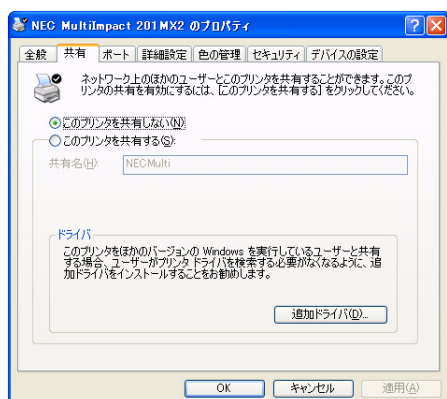 NEC MultiImpact 201MX2 のプロパティ
全般 共有 ポート 詳細設定 色の管理 セキュリティ デバイスの設定
ネットワーク上のほかのユーザーとこのプリンタを共有することができます。このプ
リンタの共有を有効にするには、[このプリンタを共有する] をクリックしてください。
このプリンタを共有しない(N)
このプリンタを共有する(S):
共有名(H): NECMulti
ドライバ
このプリンタをほかのバージョンの Windows を実行しているユーザーと共有
する場合、ユーザーがプリンタ ドライバを検索する必要がなくなるように、追
加ドライバをインストールすることをお勧めします。
追加ドライバ(D)...
OK キャンセル 適用(A)